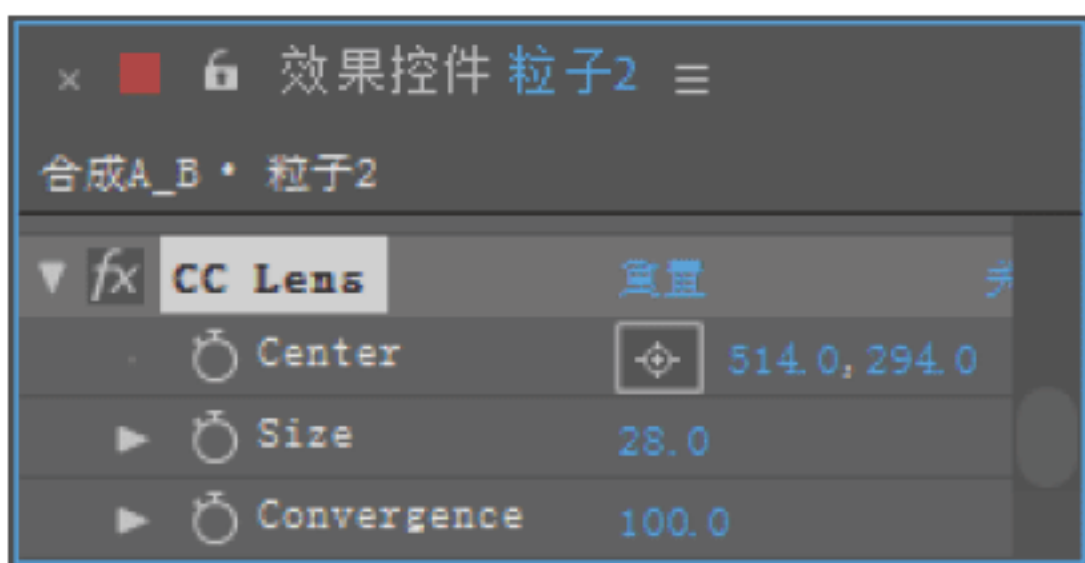 效果控件 粒子2
合成A_B • 粒子2
fx CC Lens 重置
Center 514.0,294.0
Size 28.0
Convergence 100.0